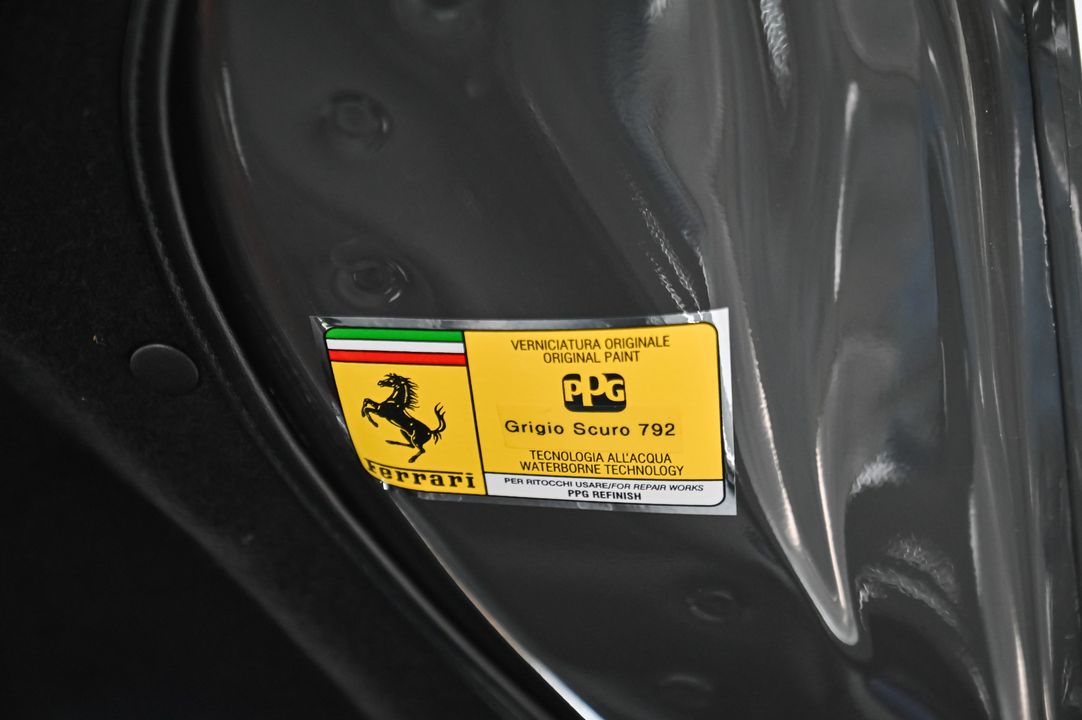 VERNICIATURA ORIGINALE
ORIGINAL PAINT
PPG
Grigio Scuro 792
TECNOLOGIA ALL'ACQUA
WATERBORNE TECHNOLOGY
PER RITOCCHI USARE/FOR REPAIR WORKS
PPG REFINISH
Ferrari